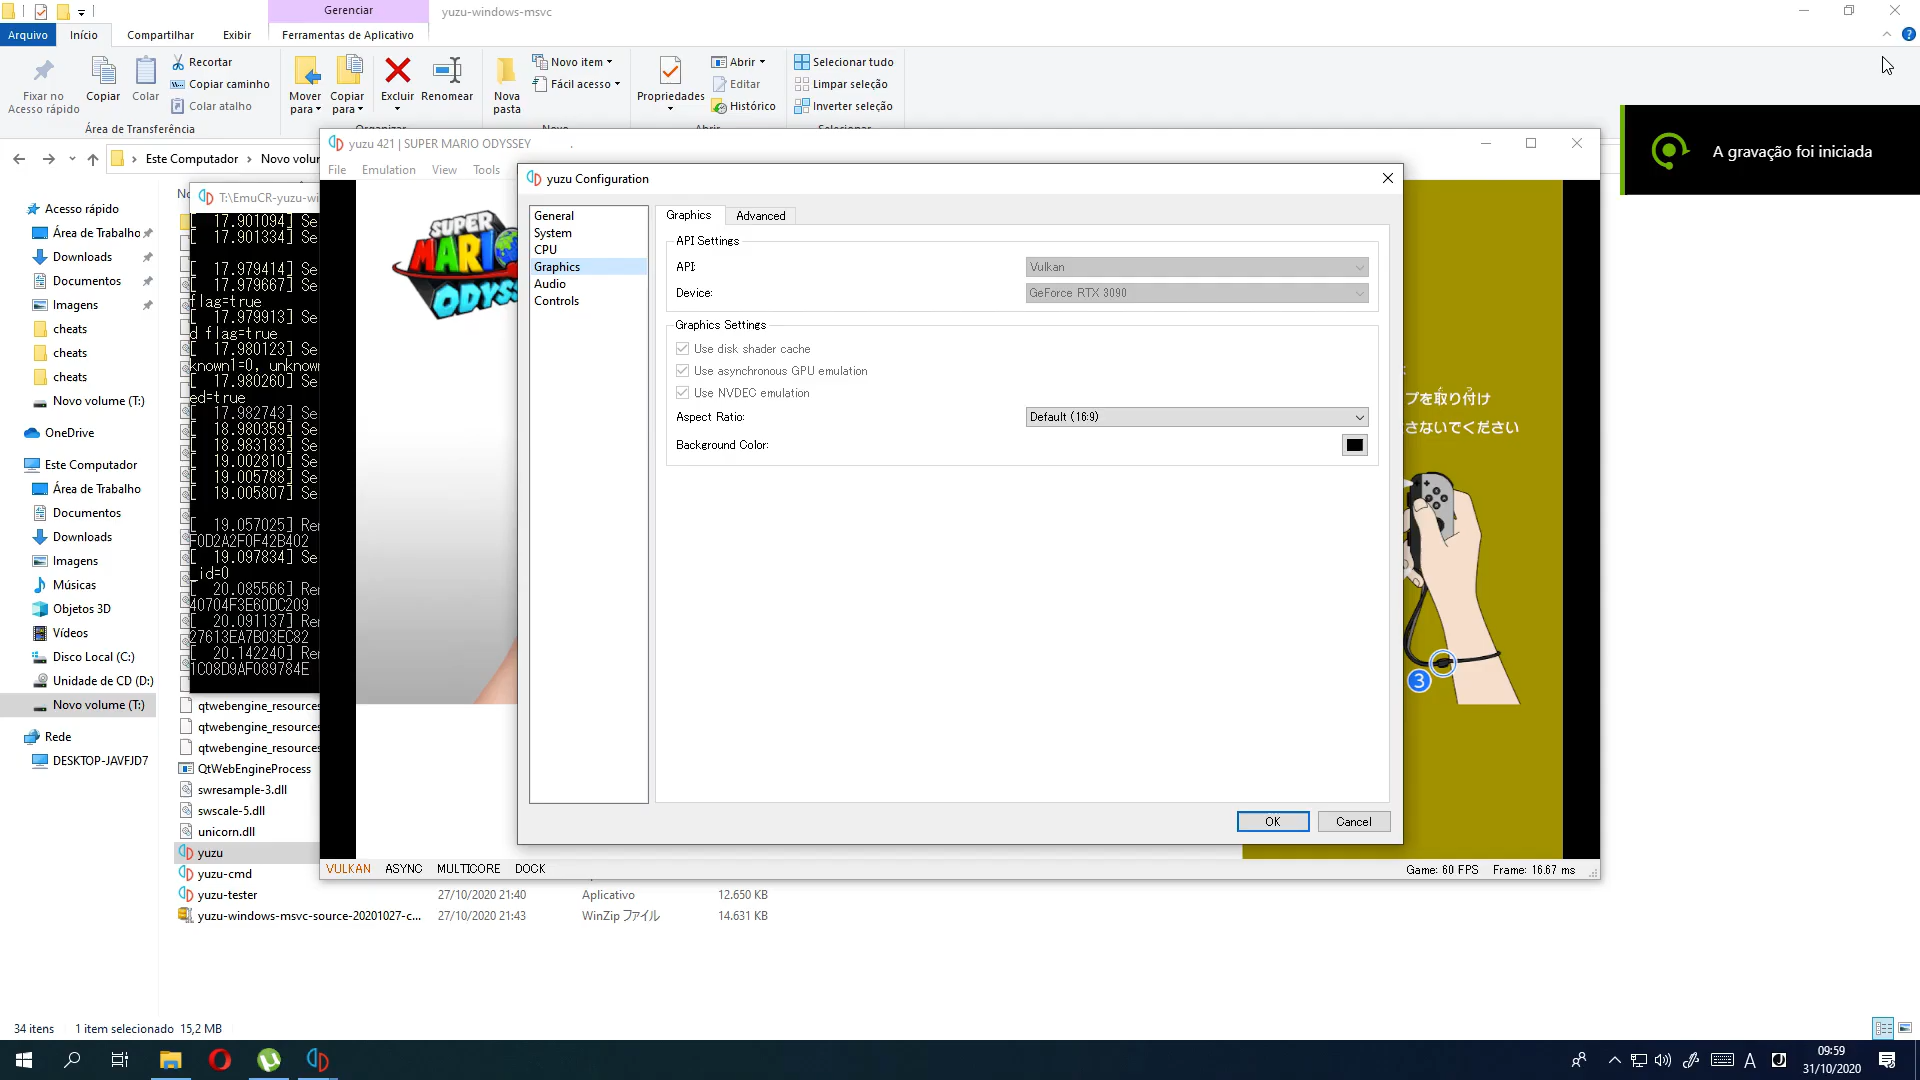 Gerenciar
yuzu-windows-msvc
Arquivo
Início
Compartilhar
Exibir
Ferramentas de Aplicativo
Fixar no
Acesso rápido
Copiar
Colar
Recortar
Copiar caminho
Colar atalho
Mover
para
Copiar
para
Excluir
Renomear
Nova
pasta
Novo item
Fácil acesso
Propriedades
Abrir
Editar
Histórico
Selecionar tudo
Limpar seleção
Inverter seleção
Área de Transferência
Organizar
Novo
Abrir
Selecionar
A gravação foi iniciada
Este Computador
Novo volum
yuzu 421 | SUPER MARIO ODYSSEY
File
Emulation
View
Tools
T:\EmuCR-yuzu-wi
[ 17.901094] Se
[ 17.901334] Se
[ 17.979414] Se
[ 17.979667] Se
flag=true
[ 17.979913] Se
d flag=true
[ 17.980123] Se
known1=0, unknow
[ 17.980260] Se
ed=true
[ 17.982743] Se
[ 18.980359] Se
[ 18.983183] Se
[ 19.002810] Se
[ 19.005788] Se
[ 19.005807] Se
[ 19.057025] Re
F0D2A2F0F42B402
[ 19.097834] Se
_id=0
[ 20.085566] Re
40704F3E60DC209
[ 20.091137] Re
27613EA7B03EC82
[ 20.142240] Re
1C08D9AF089784E
SUPER
MARIO
ODYSS
yuzu Configuration
General
System
CPU
Graphics
Audio
Controls
Graphics
Advanced
API Settings
API:
Vulkan
Device:
GeForce RTX 3090
Graphics Settings
Use disk shader cache
Use asynchronous GPU emulation
Use NVDEC emulation
Aspect Ratio:
Default (16:9)
Background Color:
OK
Cancel
プを取り付け
さないでください
3
VULKAN
ASYNC
MULTICORE
DOCK
Game: 60 FPS
Frame: 16.67 ms
Acesso rápido
Área de Trabalho
Downloads
Documentos
Imagens
cheats
cheats
cheats
Novo volume (T:)
OneDrive
Este Computador
Área de Trabalho
Documentos
Downloads
Imagens
Músicas
Objetos 3D
Vídeos
Disco Local (C:)
Unidade de CD (D:)
Novo volume (T:)
Rede
DESKTOP-JAVFJD7
qtwebengine_resources
qtwebengine_resources
qtwebengine_resources
QtWebEngineProcess
swresample-3.dll
swscale-5.dll
unicorn.dll
yuzu
yuzu-cmd
yuzu-tester 27/10/2020 21:40 Aplicativo 12.650 KB
yuzu-windows-msvc-source-20201027-c... 27/10/2020 21:43 WinZip ファイル 14.631 KB
34 itens
1 item selecionado 15,2 MB
A
09:59
31/10/2020